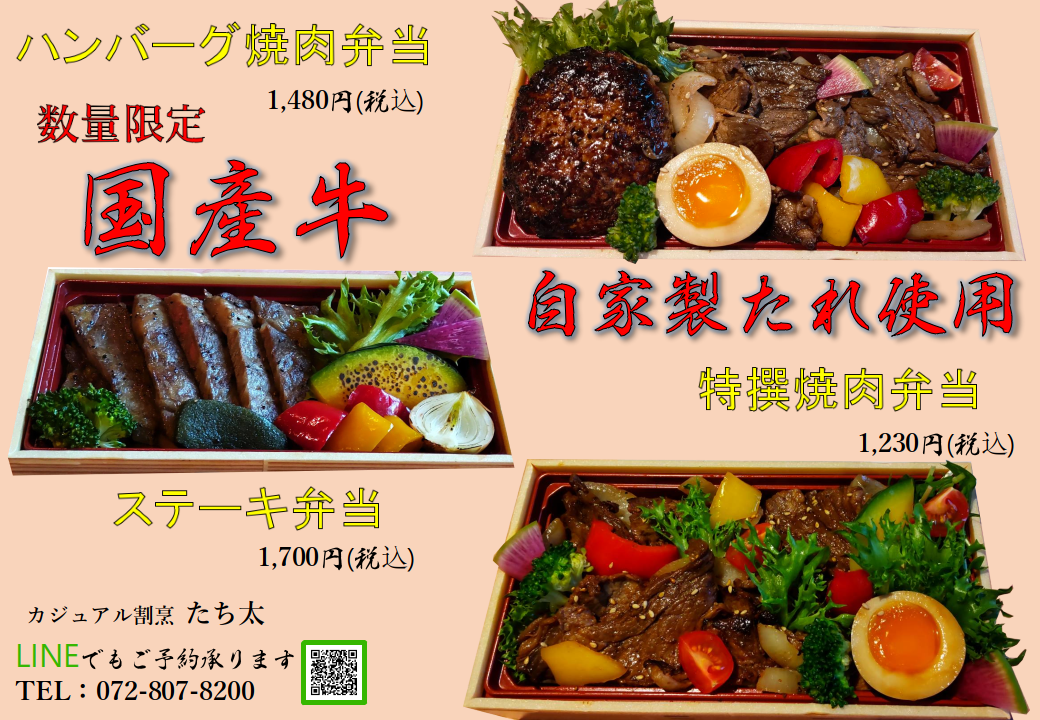 ハンバーグ焼肉弁当
1,480円(税込)
数量限定
国産牛
自家製たれ使用
特撰焼肉弁当
1,230円(税込)
ステーキ弁当
1,700円(税込)
カジュアル割烹 たち太
LINEでもご予約承ります
TEL：072-807-8200